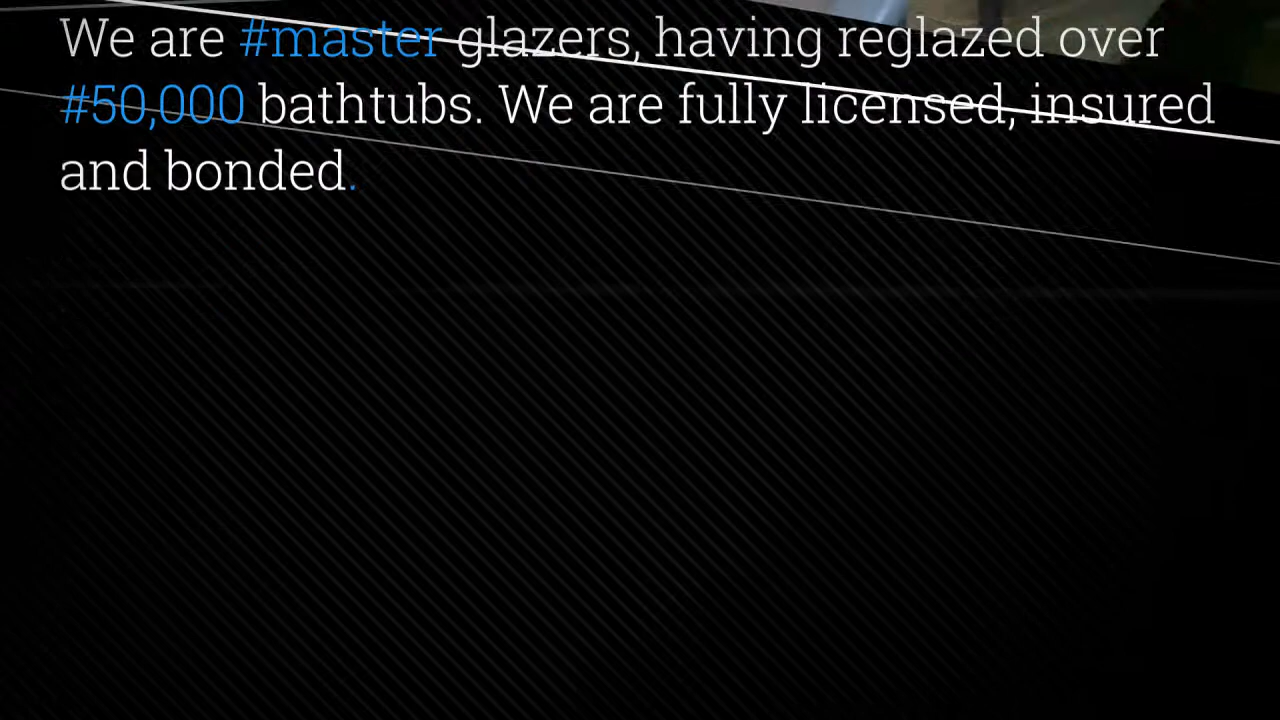 We are #master glazers, having reglazed over
#50,000 bathtubs. We are fully licensed, insured
and bonded.